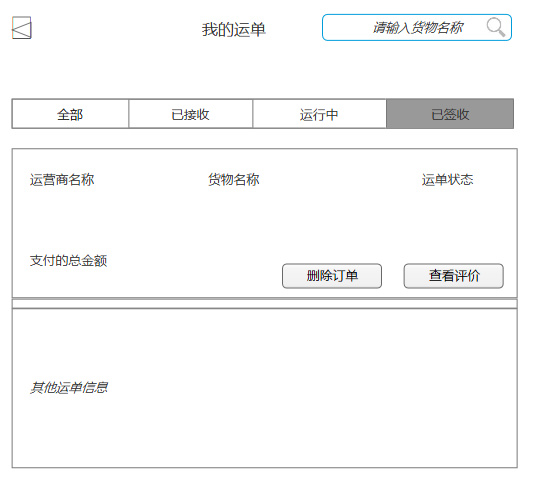 我的运单
请输入货物名称
全部
已接收
运行中
已签收
运营商名称
货物名称
运单状态
支付的总金额
删除订单
查看评价
其他运单信息